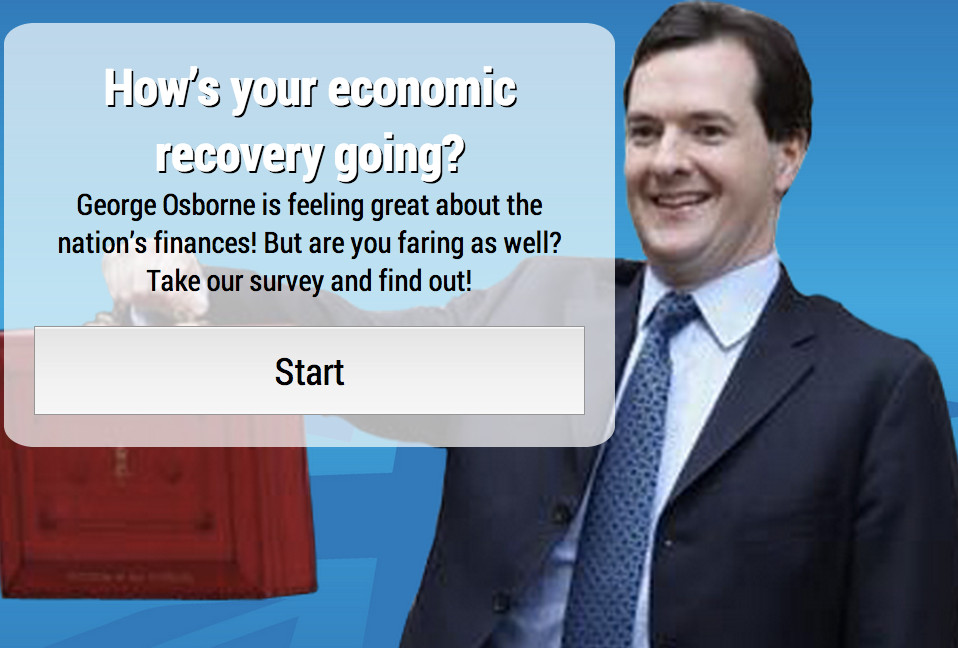 How’s your economic
recovery going?
George Osborne is feeling great about the
nation’s finances! But are you faring as well?
Take our survey and find out!
Start